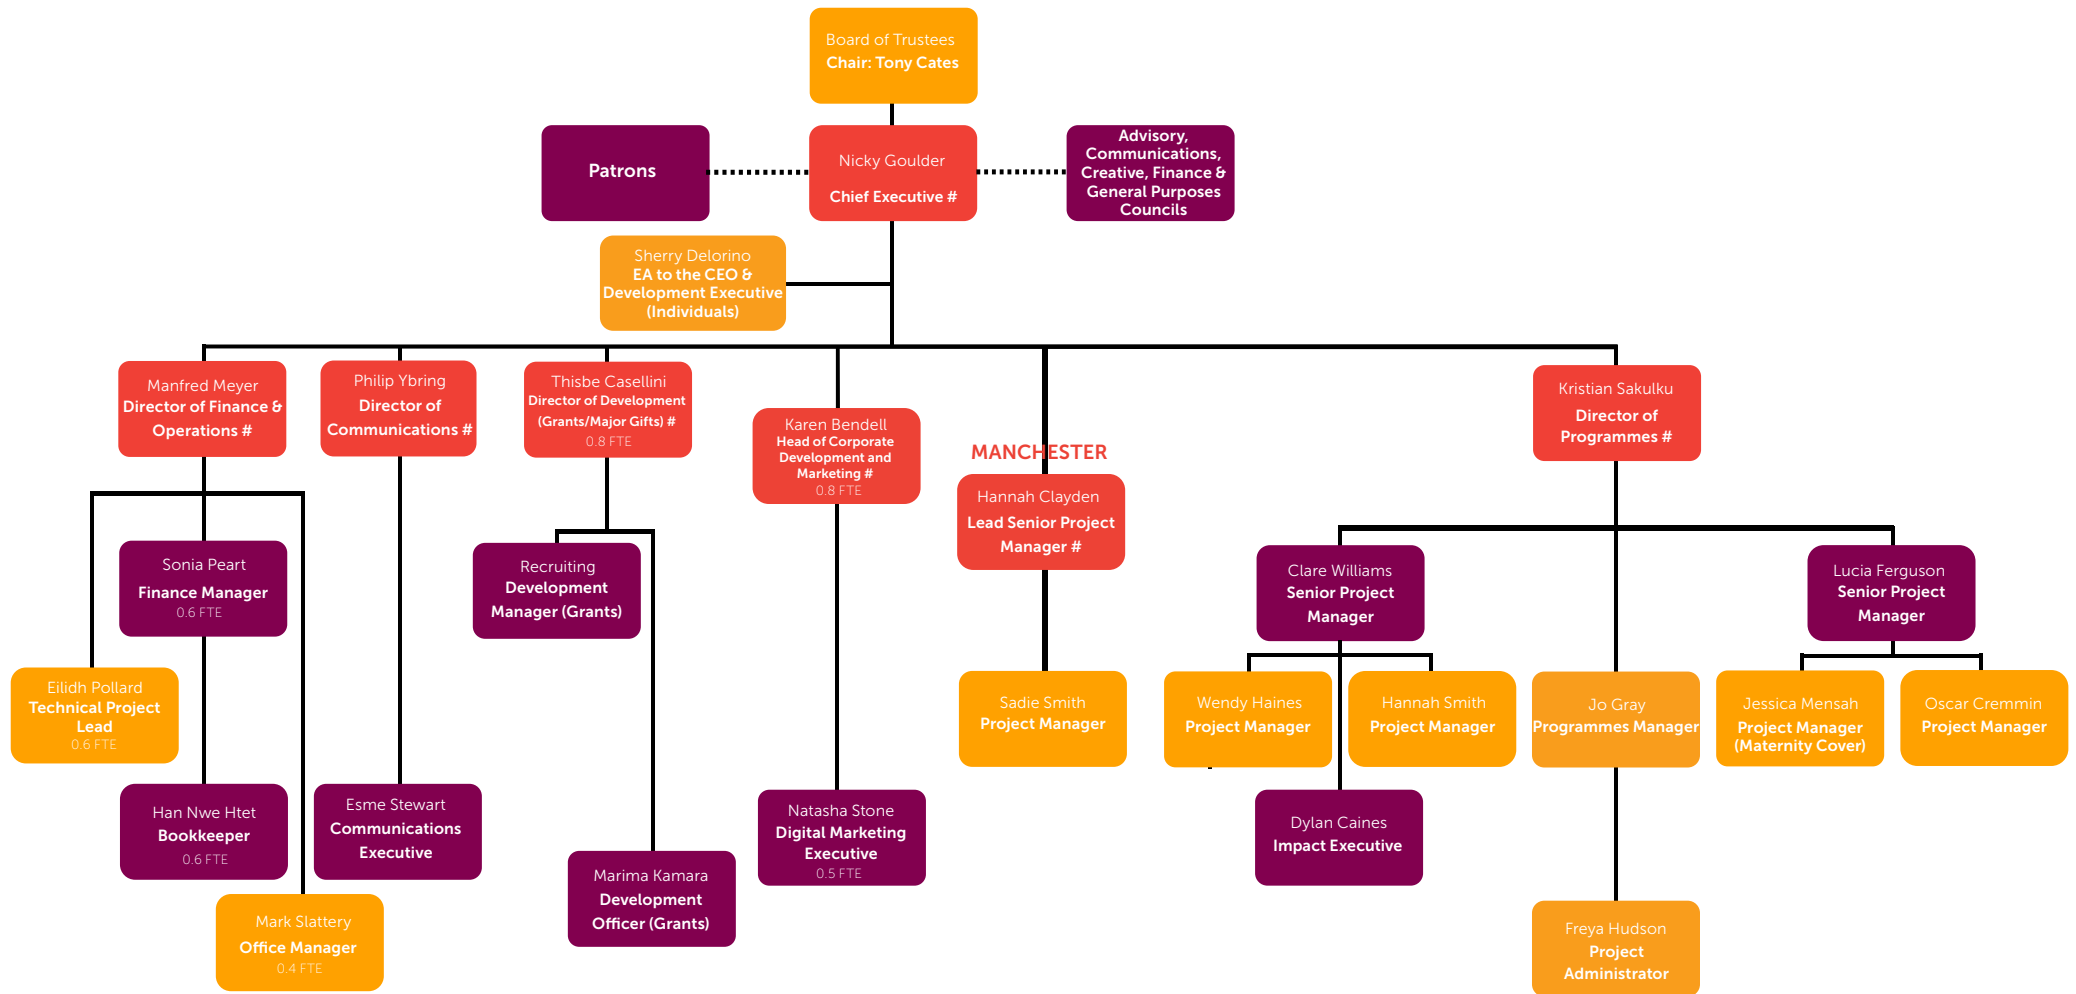 Board of Trustees
Chair: Tony Cates
Patrons
Nicky Goulder
Chief Executive #
Advisory,
Communications,
Creative, Finance &
General Purposes
Councils
Sherry Delorino
EA to the CEO &
Development Executive
(Individuals)
Manfred Meyer
Director of Finance &
Operations #
Philip Ybring
Director of
Communications #
Thisbe Casellini
Director of Development
(Grants/Major Gifts) #
0.8 FTE
Karen Bendell
Head of Corporate
Development and
Marketing #
0.8 FTE
MANCHESTER
Hannah Clayden
Lead Senior Project
Manager #
Kristian Sakulku
Director of
Programmes #
Sonia Peart
Finance Manager
0.6 FTE
Recruiting
Development
Manager (Grants)
Clare Williams
Senior Project
Manager
Lucia Ferguson
Senior Project
Manager
Eilidh Pollard
Technical Project
Lead
0.6 FTE
Sadie Smith
Project Manager
Wendy Haines
Project Manager
Hannah Smith
Project Manager
Jo Gray
Programmes Manager
Jessica Mensah
Project Manager
(Maternity Cover)
Oscar Cremmin
Project Manager
Han Nwe Htet
Bookkeeper
0.6 FTE
Esme Stewart
Communications
Executive
Natasha Stone
Digital Marketing
Executive
0.5 FTE
Dylan Caines
Impact Executive
Marima Kamara
Development
Officer (Grants)
Mark Slattery
Office Manager
0.4 FTE
Freya Hudson
Project
Administrator